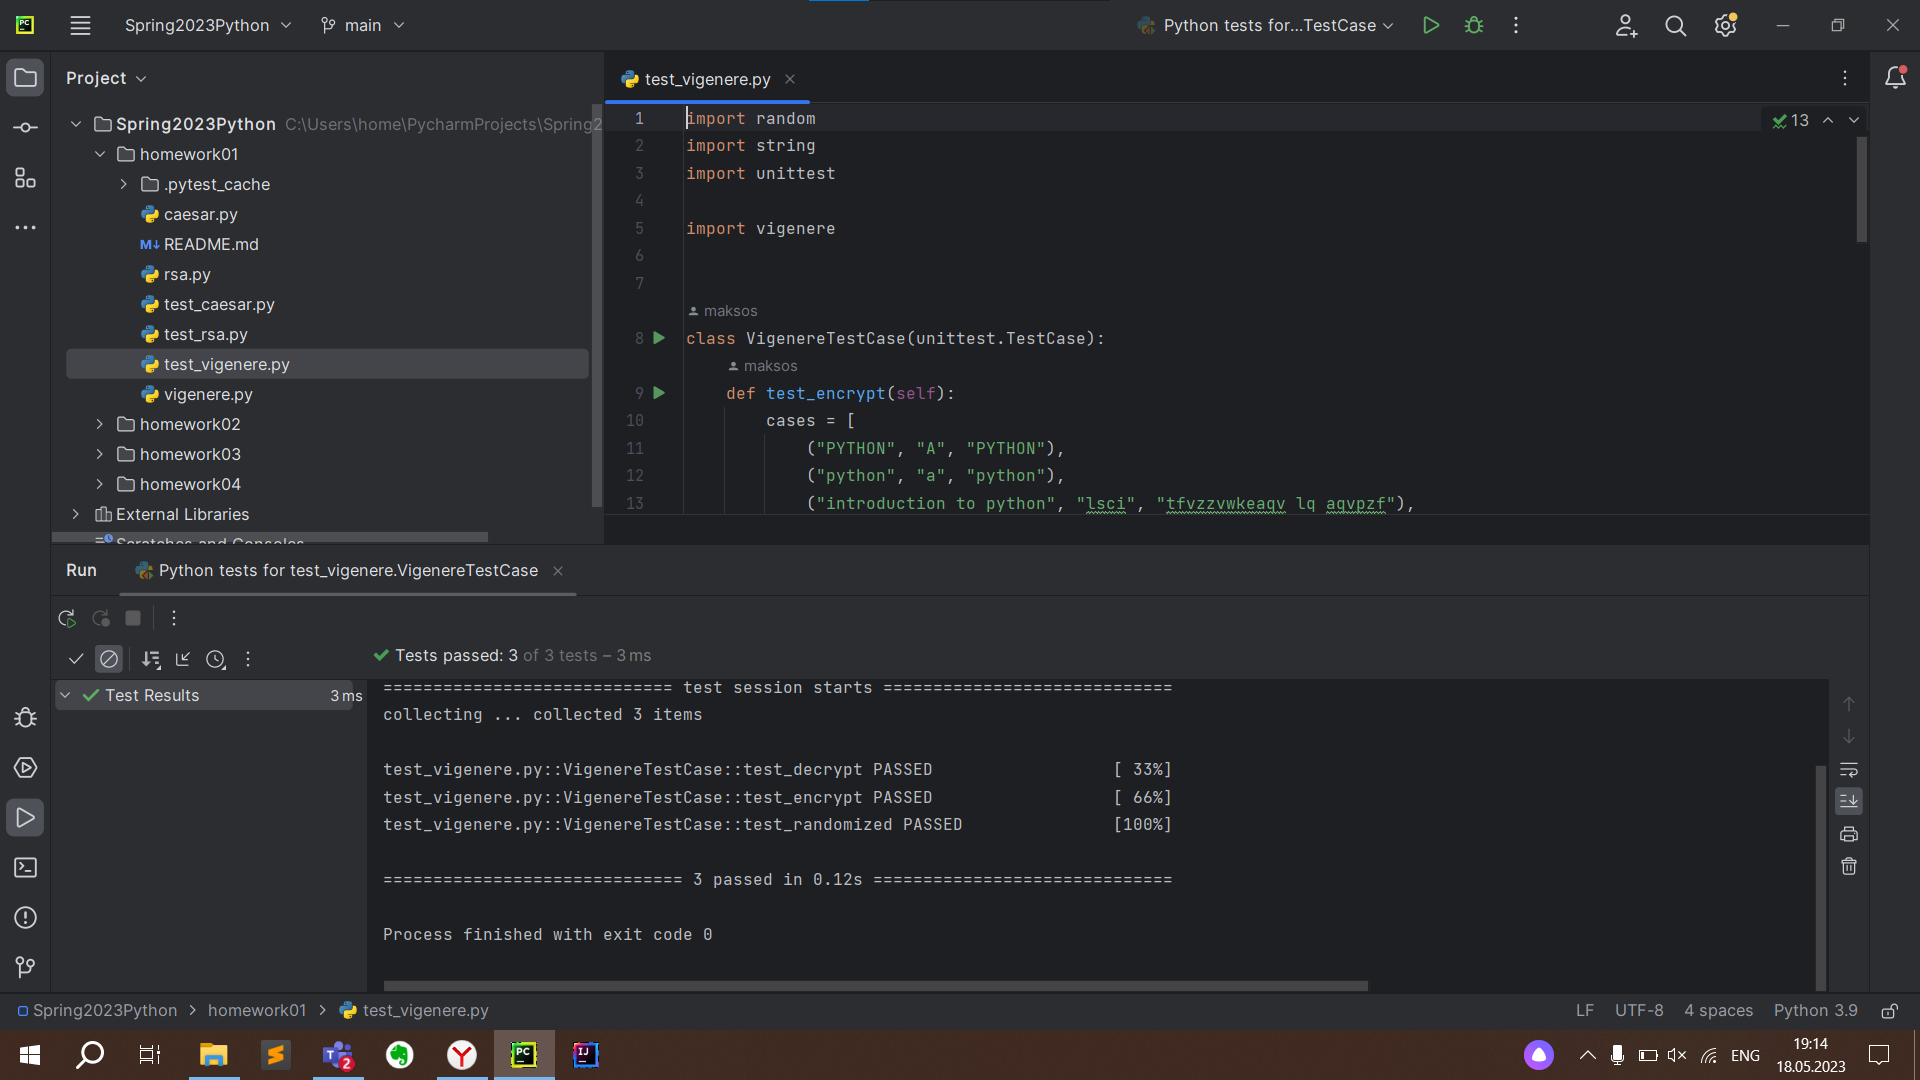 Spring2023Python
main
Python tests for...TestCase
Project
Spring2023Python C:\Users\home\PycharmProjects\Spring2
homework01
.pytest_cache
caesar.py
README.md
rsa.py
test_caesar.py
test_rsa.py
test_vigenere.py
vigenere.py
homework02
homework03
homework04
External Libraries
Scratches and Consoles
test_vigenere.py
13
1 import random
2 import string
3 import unittest
4
5 import vigenere
6
7
maksos
8 class VigenereTestCase(unittest.TestCase):
maksos
9 def test_encrypt(self):
10 cases = [
11 ("PYTHON", "A", "PYTHON"),
12 ("python", "a", "python"),
13 ("introduction to python", "lsci", "tfvzzvwkeaqv lq aqvpzf"),
Run
Python tests for test_vigenere.VigenereTestCase
Tests passed: 3 of 3 tests – 3 ms
Test Results 3 ms
============================= test session starts =============================
collecting ... collected 3 items
test_vigenere.py::VigenereTestCase::test_decrypt PASSED [ 33%]
test_vigenere.py::VigenereTestCase::test_encrypt PASSED [ 66%]
test_vigenere.py::VigenereTestCase::test_randomized PASSED [100%]
============================== 3 passed in 0.12s ==============================
Process finished with exit code 0
Spring2023Python > homework01 > test_vigenere.py
LF UTF-8 4 spaces Python 3.9
2
PC
IJ
ENG
19:14
18.05.2023